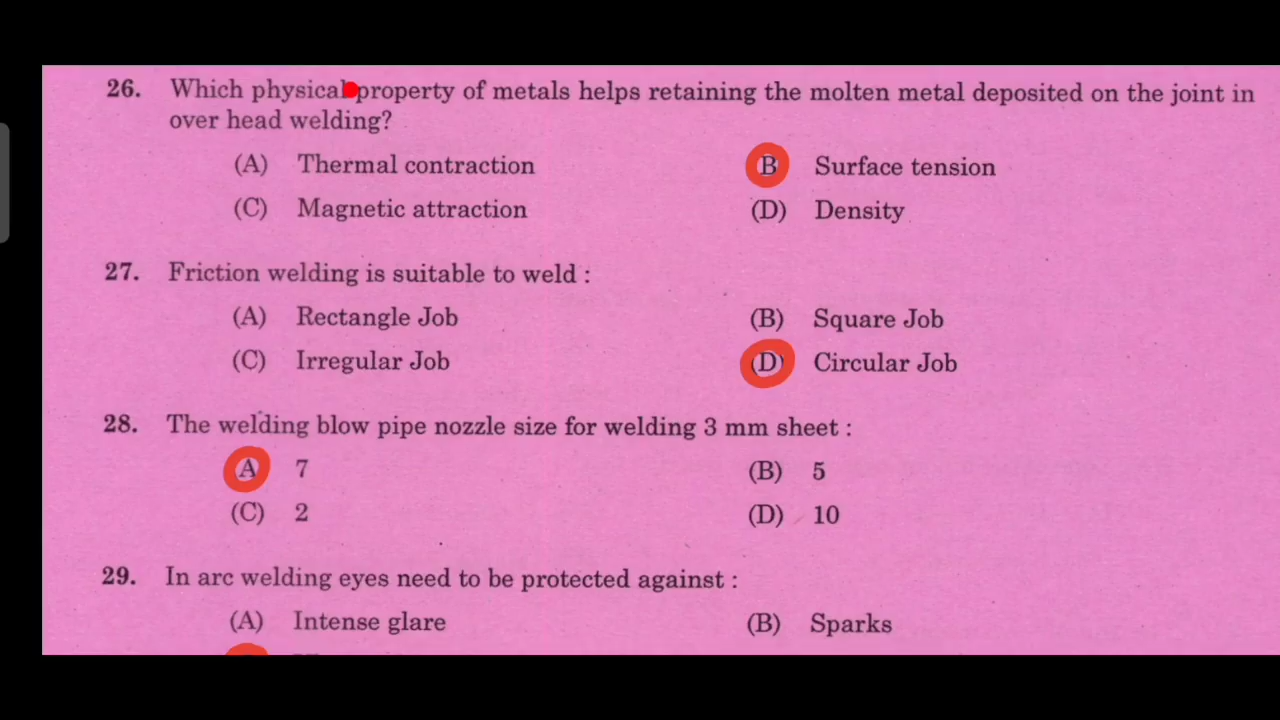 26. Which physical property of metals helps retaining the molten metal deposited on the joint in
over head welding?
(A) Thermal contraction (B) Surface tension
(C) Magnetic attraction (D) Density
27. Friction welding is suitable to weld :
(A) Rectangle Job (B) Square Job
(C) Irregular Job (D) Circular Job
28. The welding blow pipe nozzle size for welding 3 mm sheet :
(A) 7 (B) 5
(C) 2 (D) 10
29. In arc welding eyes need to be protected against :
(A) Intense glare (B) Sparks